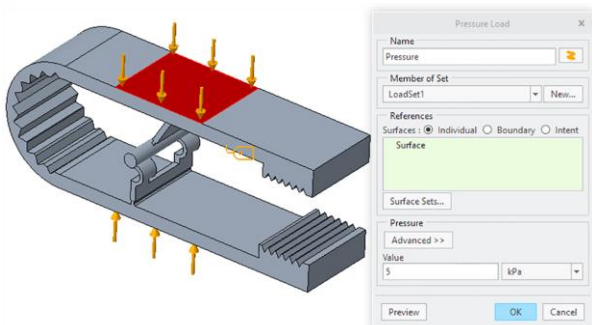 Pressure Load
Name
Pressure
Member of Set
LoadSet1
New...
References
Surfaces : Individual Boundary Intent
Surface
Surface Sets...
Pressure
Advanced >>
Value
5 kPa
Preview OK Cancel